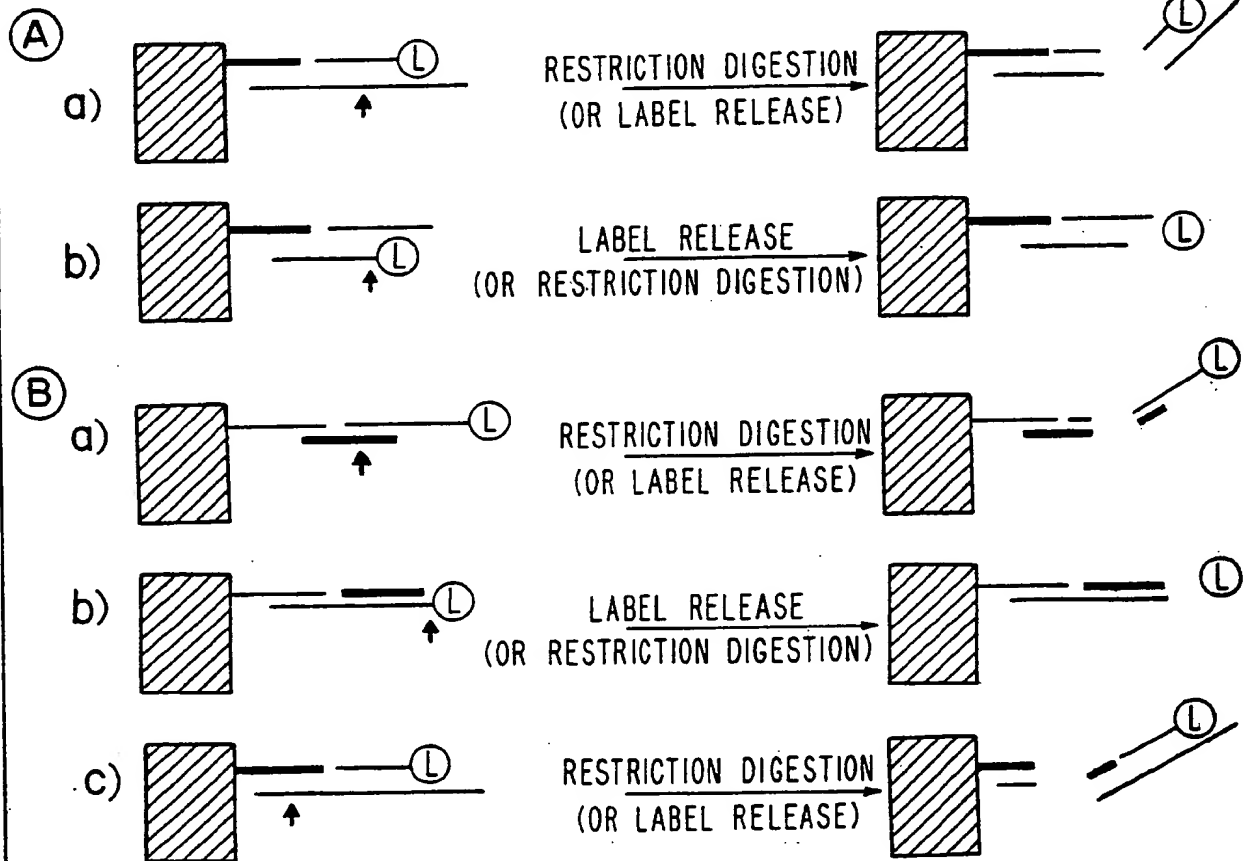 A
L
L
a)
RESTRICTION DIGESTION
(OR LABEL RELEASE)
b)
L
LABEL RELEASE
(OR RESTRICTION DIGESTION)
L
B
a)
L
RESTRICTION DIGESTION
(OR LABEL RELEASE)
L
b)
L
LABEL RELEASE
(OR RESTRICTION DIGESTION)
L
c)
L
RESTRICTION DIGESTION
(OR LABEL RELEASE)
L